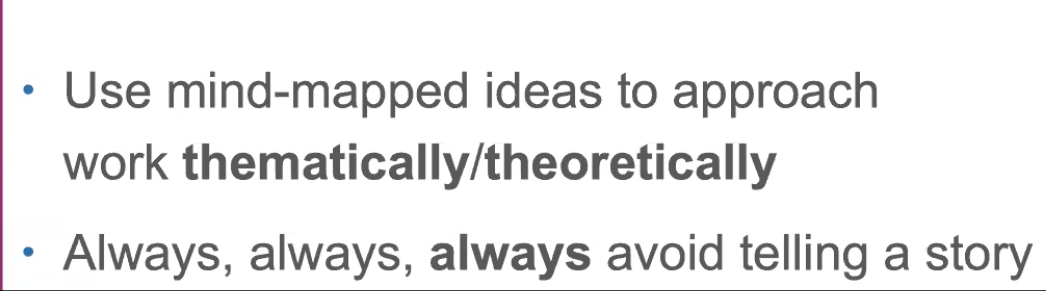 • Use mind-mapped ideas to approach
work thematically/theoretically
• Always, always, always avoid telling a story